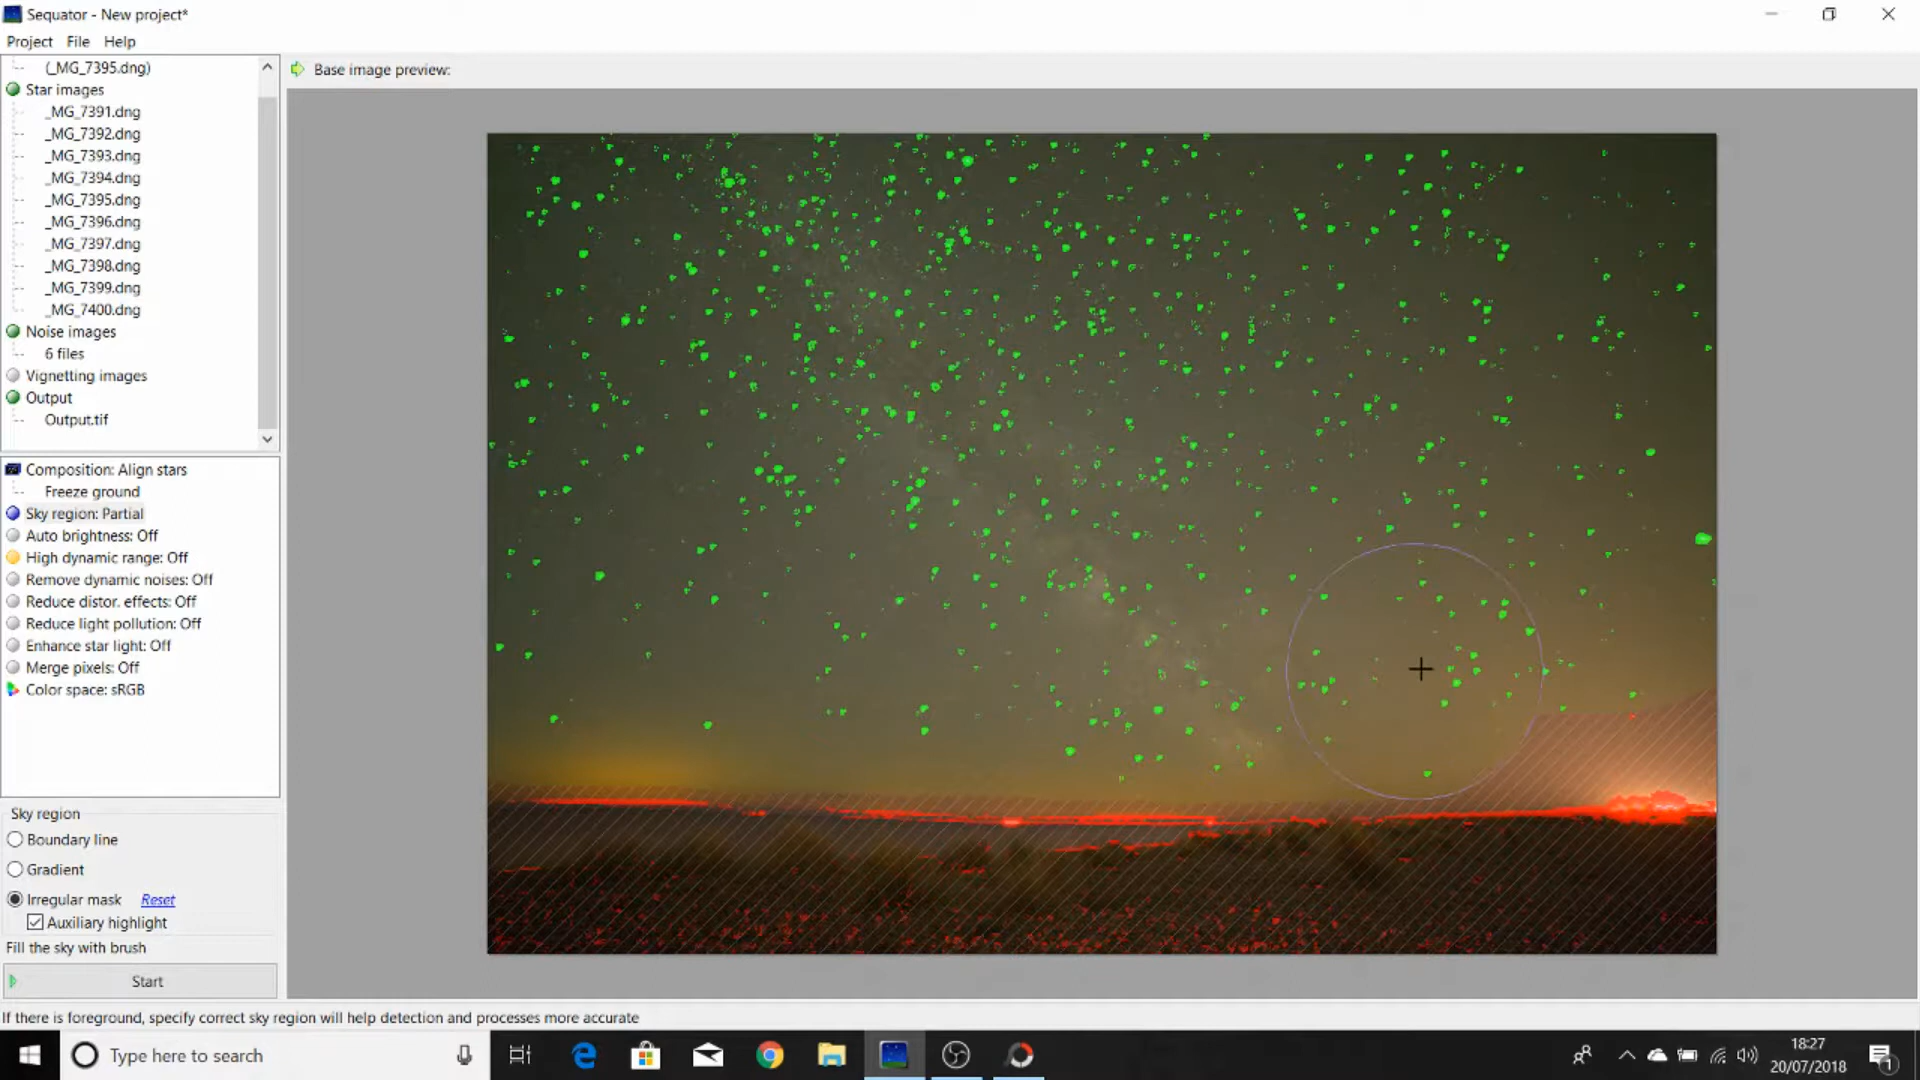 Sequator - New project*
Project File Help
(_MG_7395.dng)
Star images
_MG_7391.dng
_MG_7392.dng
_MG_7393.dng
_MG_7394.dng
_MG_7395.dng
_MG_7396.dng
_MG_7397.dng
_MG_7398.dng
_MG_7399.dng
_MG_7400.dng
Noise images
6 files
Vignetting images
Output
Output.tif
Base image preview:
Composition: Align stars
Freeze ground
Sky region: Partial
Auto brightness: Off
High dynamic range: Off
Remove dynamic noises: Off
Reduce distor. effects: Off
Reduce light pollution: Off
Enhance star light: Off
Merge pixels: Off
Color space: sRGB
Sky region
Boundary line
Gradient
Irregular mask Reset
Auxiliary highlight
Fill the sky with brush
Start
If there is foreground, specify correct sky region will help detection and processes more accurate
Type here to search
18:27
20/07/2018
1